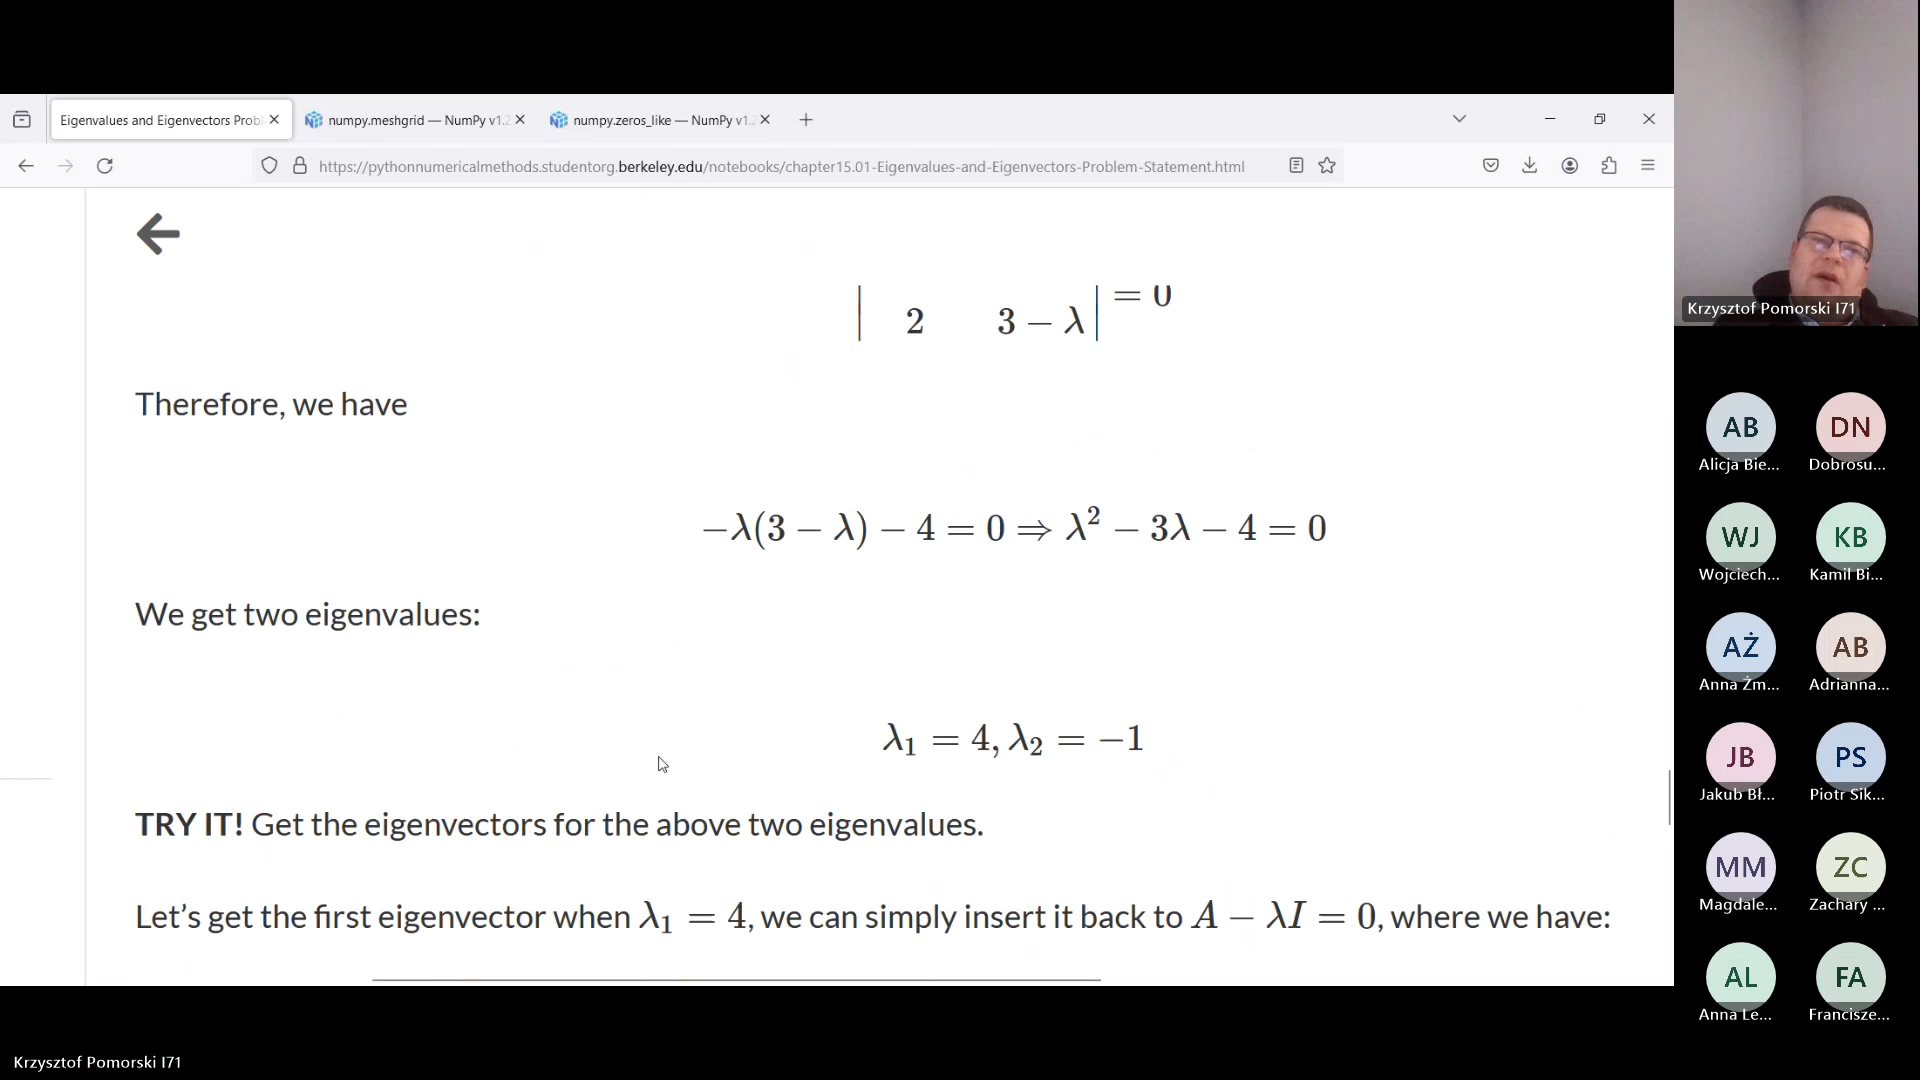 Eigenvalues and Eigenvectors Prob
numpy.meshgrid — NumPy v1.2
numpy.zeros_like — NumPy v1.2
https://pythonnumericalmethods.studentorg.berkeley.edu/notebooks/chapter15.01-Eigenvalues-and-Eigenvectors-Problem-Statement.html
| 2 3 − λ | = 0
Therefore, we have
−λ(3 − λ) − 4 = 0 ⇒ λ² − 3λ − 4 = 0
We get two eigenvalues:
λ₁ = 4, λ₂ = −1
TRY IT! Get the eigenvectors for the above two eigenvalues.
Let’s get the first eigenvector when λ₁ = 4, we can simply insert it back to A − λI = 0, where we have:
Krzysztof Pomorski I71
AB
DN
Alicja Bie...
Dobrosu...
WJ
KB
Wojciech...
Kamil Bi...
AŻ
AB
Anna Żm...
Adrianna...
JB
PS
Jakub Bł...
Piotr Sik...
MM
ZC
Magdale...
Zachary ...
AL
FA
Anna Le...
Francisze...
Krzysztof Pomorski I71